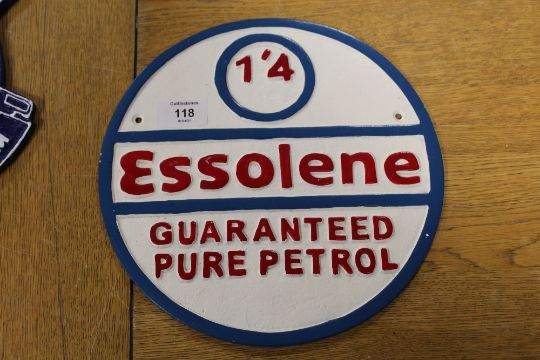 1'4
118
Essolene
GUARANTEED
PURE PETROL